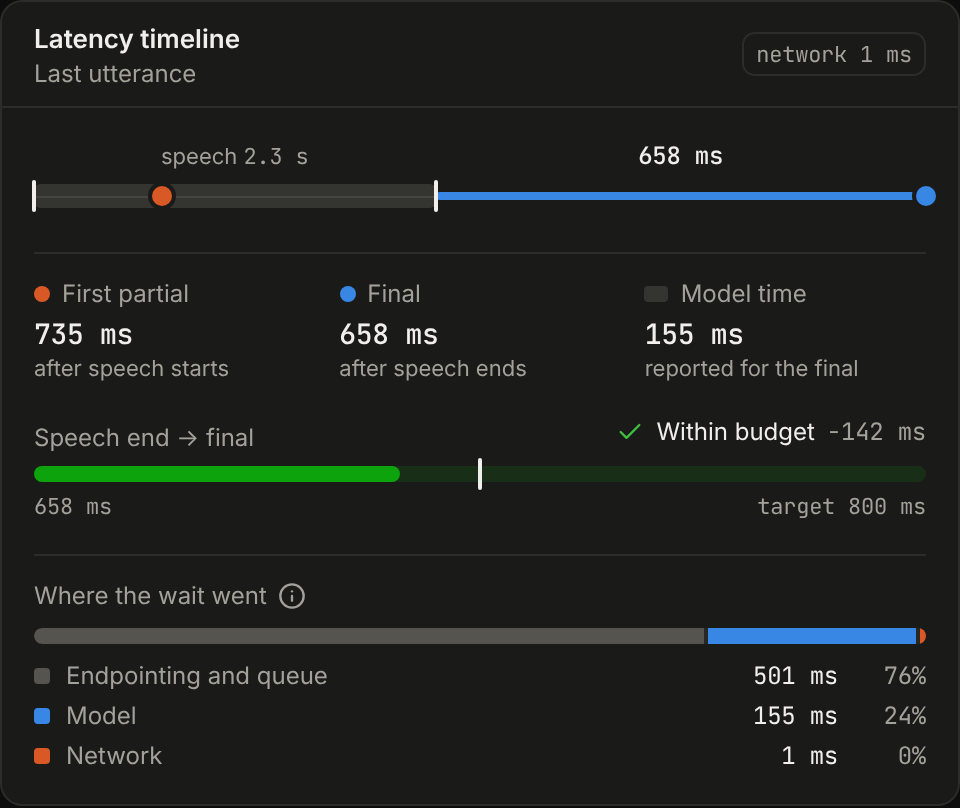 Latency timeline
Last utterance
network 1 ms
speech 2.3 s
658 ms
First partial
735 ms
after speech starts
Final
658 ms
after speech ends
Model time
155 ms
reported for the final
Speech end → final
Within budget -142 ms
658 ms
target 800 ms
Where the wait went
Endpointing and queue 501 ms 76%
Model 155 ms 24%
Network 1 ms 0%